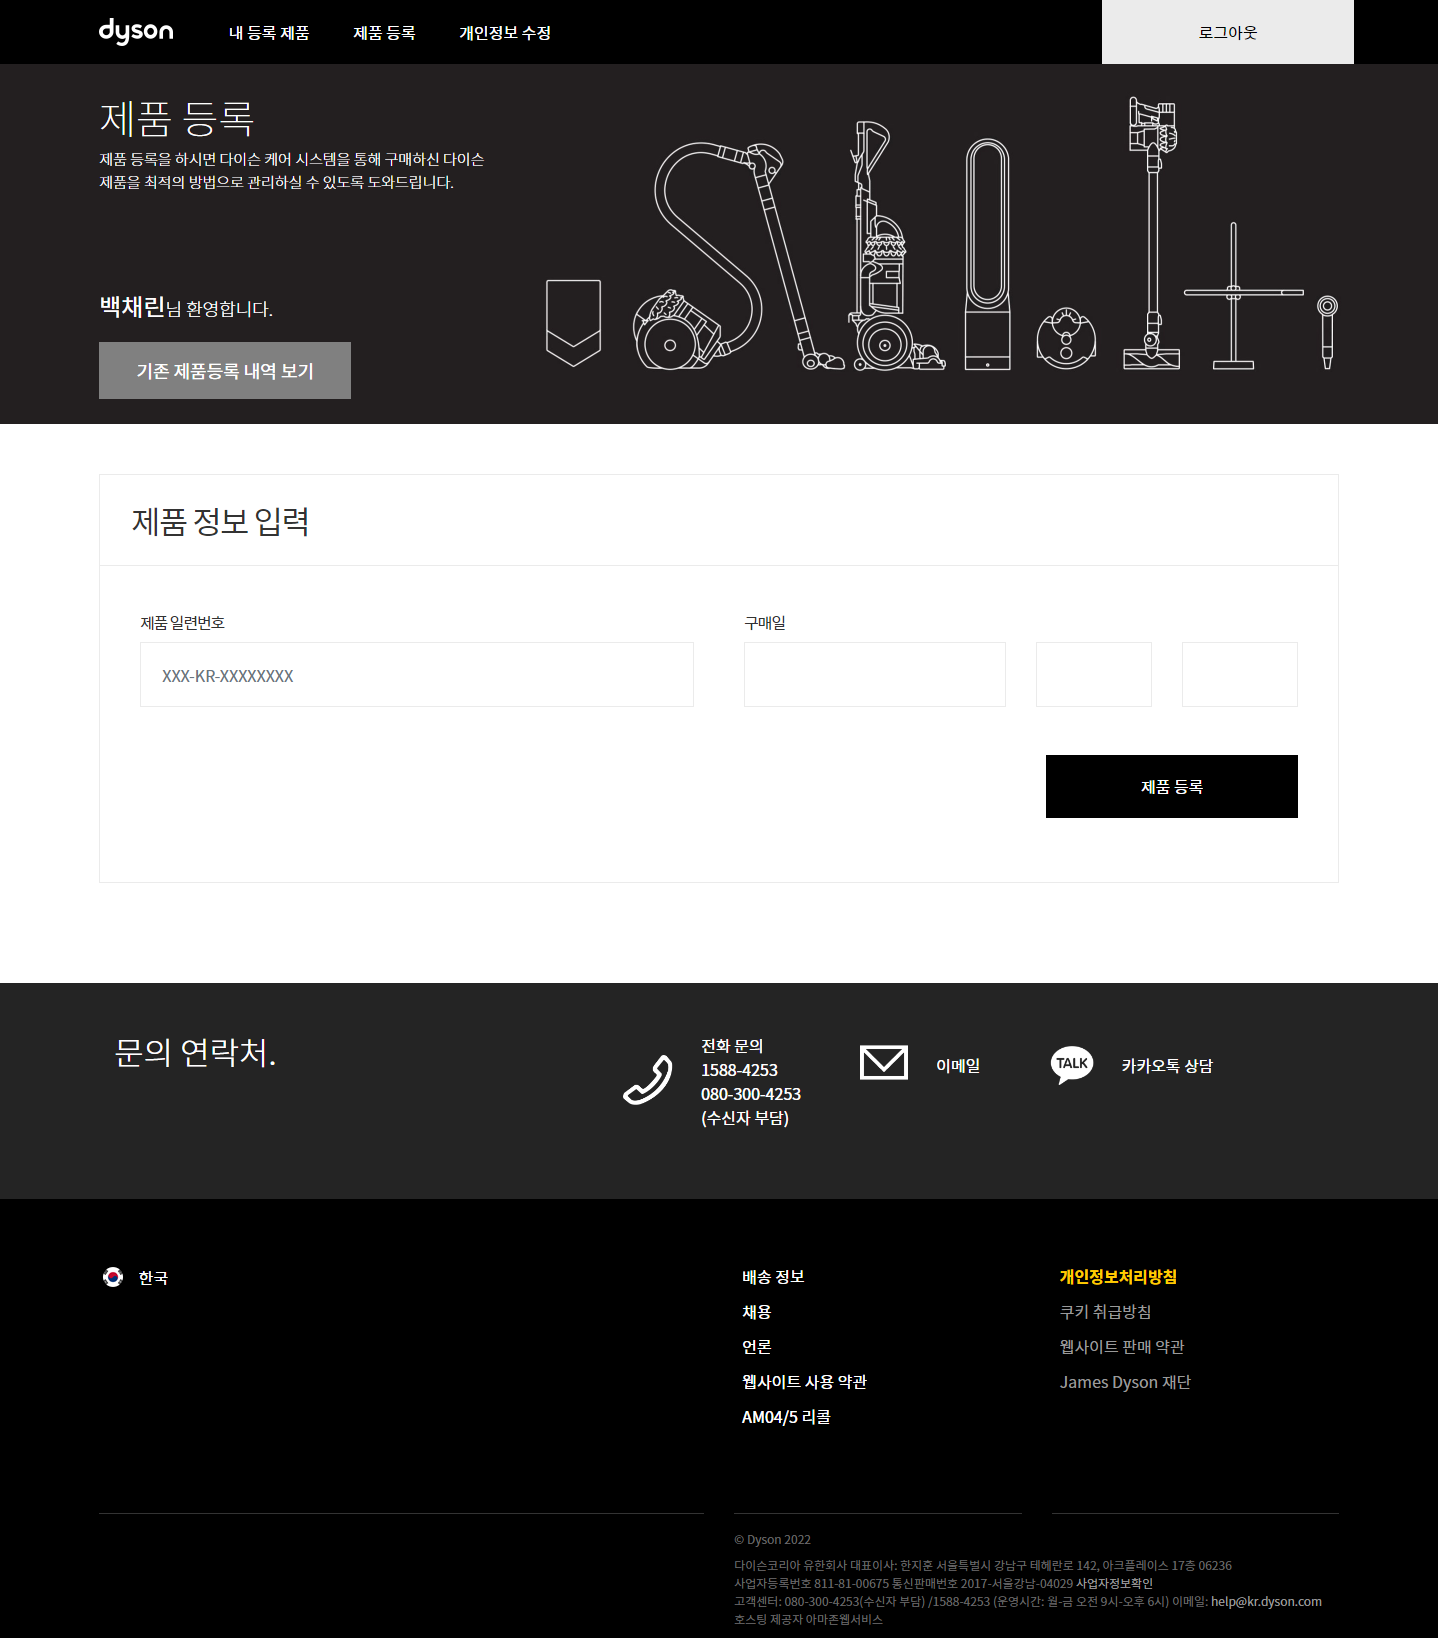 dyson
내 등록 제품
제품 등록
개인정보 수정
로그아웃
제품 등록
제품 등록을 하시면 다이슨 케어 시스템을 통해 구매하신 다이슨
제품을 최적의 방법으로 관리하실 수 있도록 도와드립니다.
백채린님 환영합니다.
기존 제품등록 내역 보기
제품 정보 입력
제품 일련번호
구매일
XXX-KR-XXXXXXXX
제품 등록
문의 연락처.
전화 문의
1588-4253
080-300-4253
(수신자 부담)
이메일
TALK
카카오톡 상담
한국
배송 정보
채용
언론
웹사이트 사용 약관
AM04/5 리콜
개인정보처리방침
쿠키 취급방침
웹사이트 판매 약관
James Dyson 재단
© Dyson 2022
다이슨코리아 유한회사 대표이사: 한지훈 서울특별시 강남구 테헤란로 142, 아크플레이스 17층 06236
사업자등록번호 811-81-00675 통신판매번호 2017-서울강남-04029 사업자정보확인
고객센터: 080-300-4253(수신자 부담) /1588-4253 (운영시간: 월-금 오전 9시-오후 6시) 이메일: help@kr.dyson.com
호스팅 제공자 아마존웹서비스